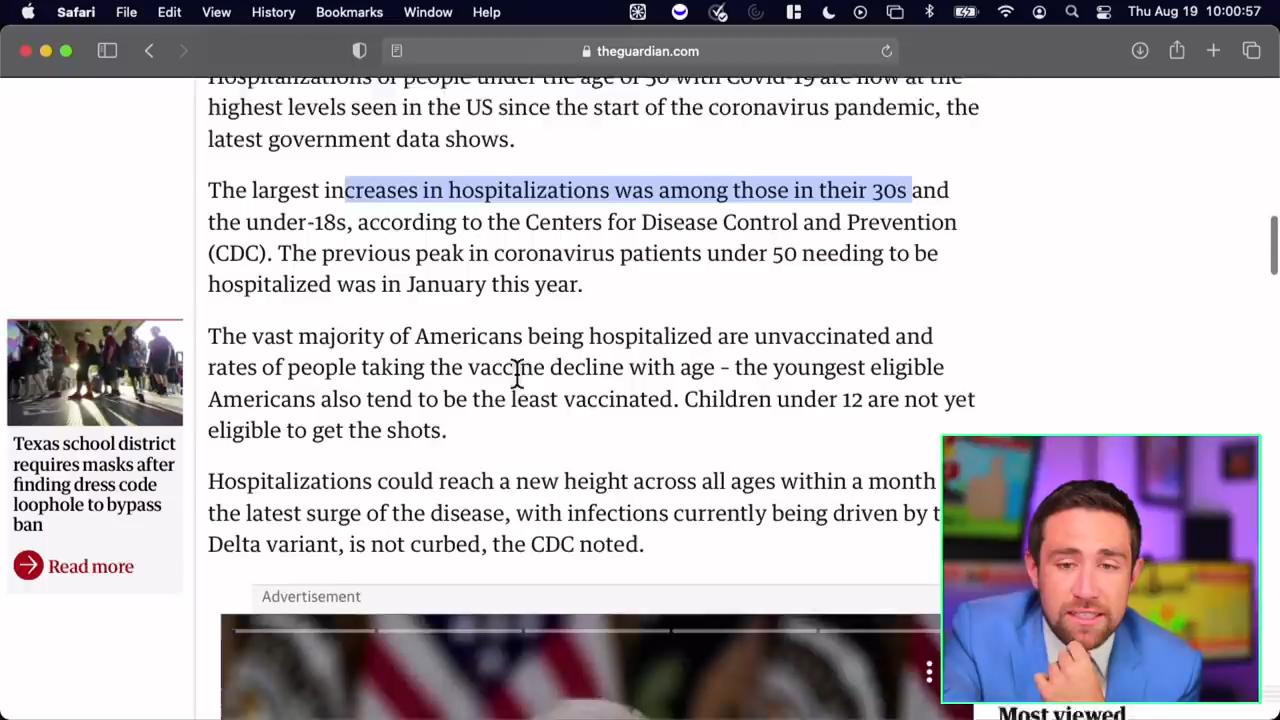 Safari File Edit View History Bookmarks Window Help Thu Aug 19 10:00:57
theguardian.com
Hospitalizations of people under the age of 50 with Covid-19 are now at the
highest levels seen in the US since the start of the coronavirus pandemic, the
latest government data shows.
The largest increases in hospitalizations was among those in their 30s and
the under-18s, according to the Centers for Disease Control and Prevention
(CDC). The previous peak in coronavirus patients under 50 needing to be
hospitalized was in January this year.
The vast majority of Americans being hospitalized are unvaccinated and
rates of people taking the vaccine decline with age – the youngest eligible
Americans also tend to be the least vaccinated. Children under 12 are not yet
eligible to get the shots.
Hospitalizations could reach a new height across all ages within a month
the latest surge of the disease, with infections currently being driven by t
Delta variant, is not curbed, the CDC noted.
Texas school district
requires masks after
finding dress code
loophole to bypass
ban
Read more
Advertisement
Most viewed